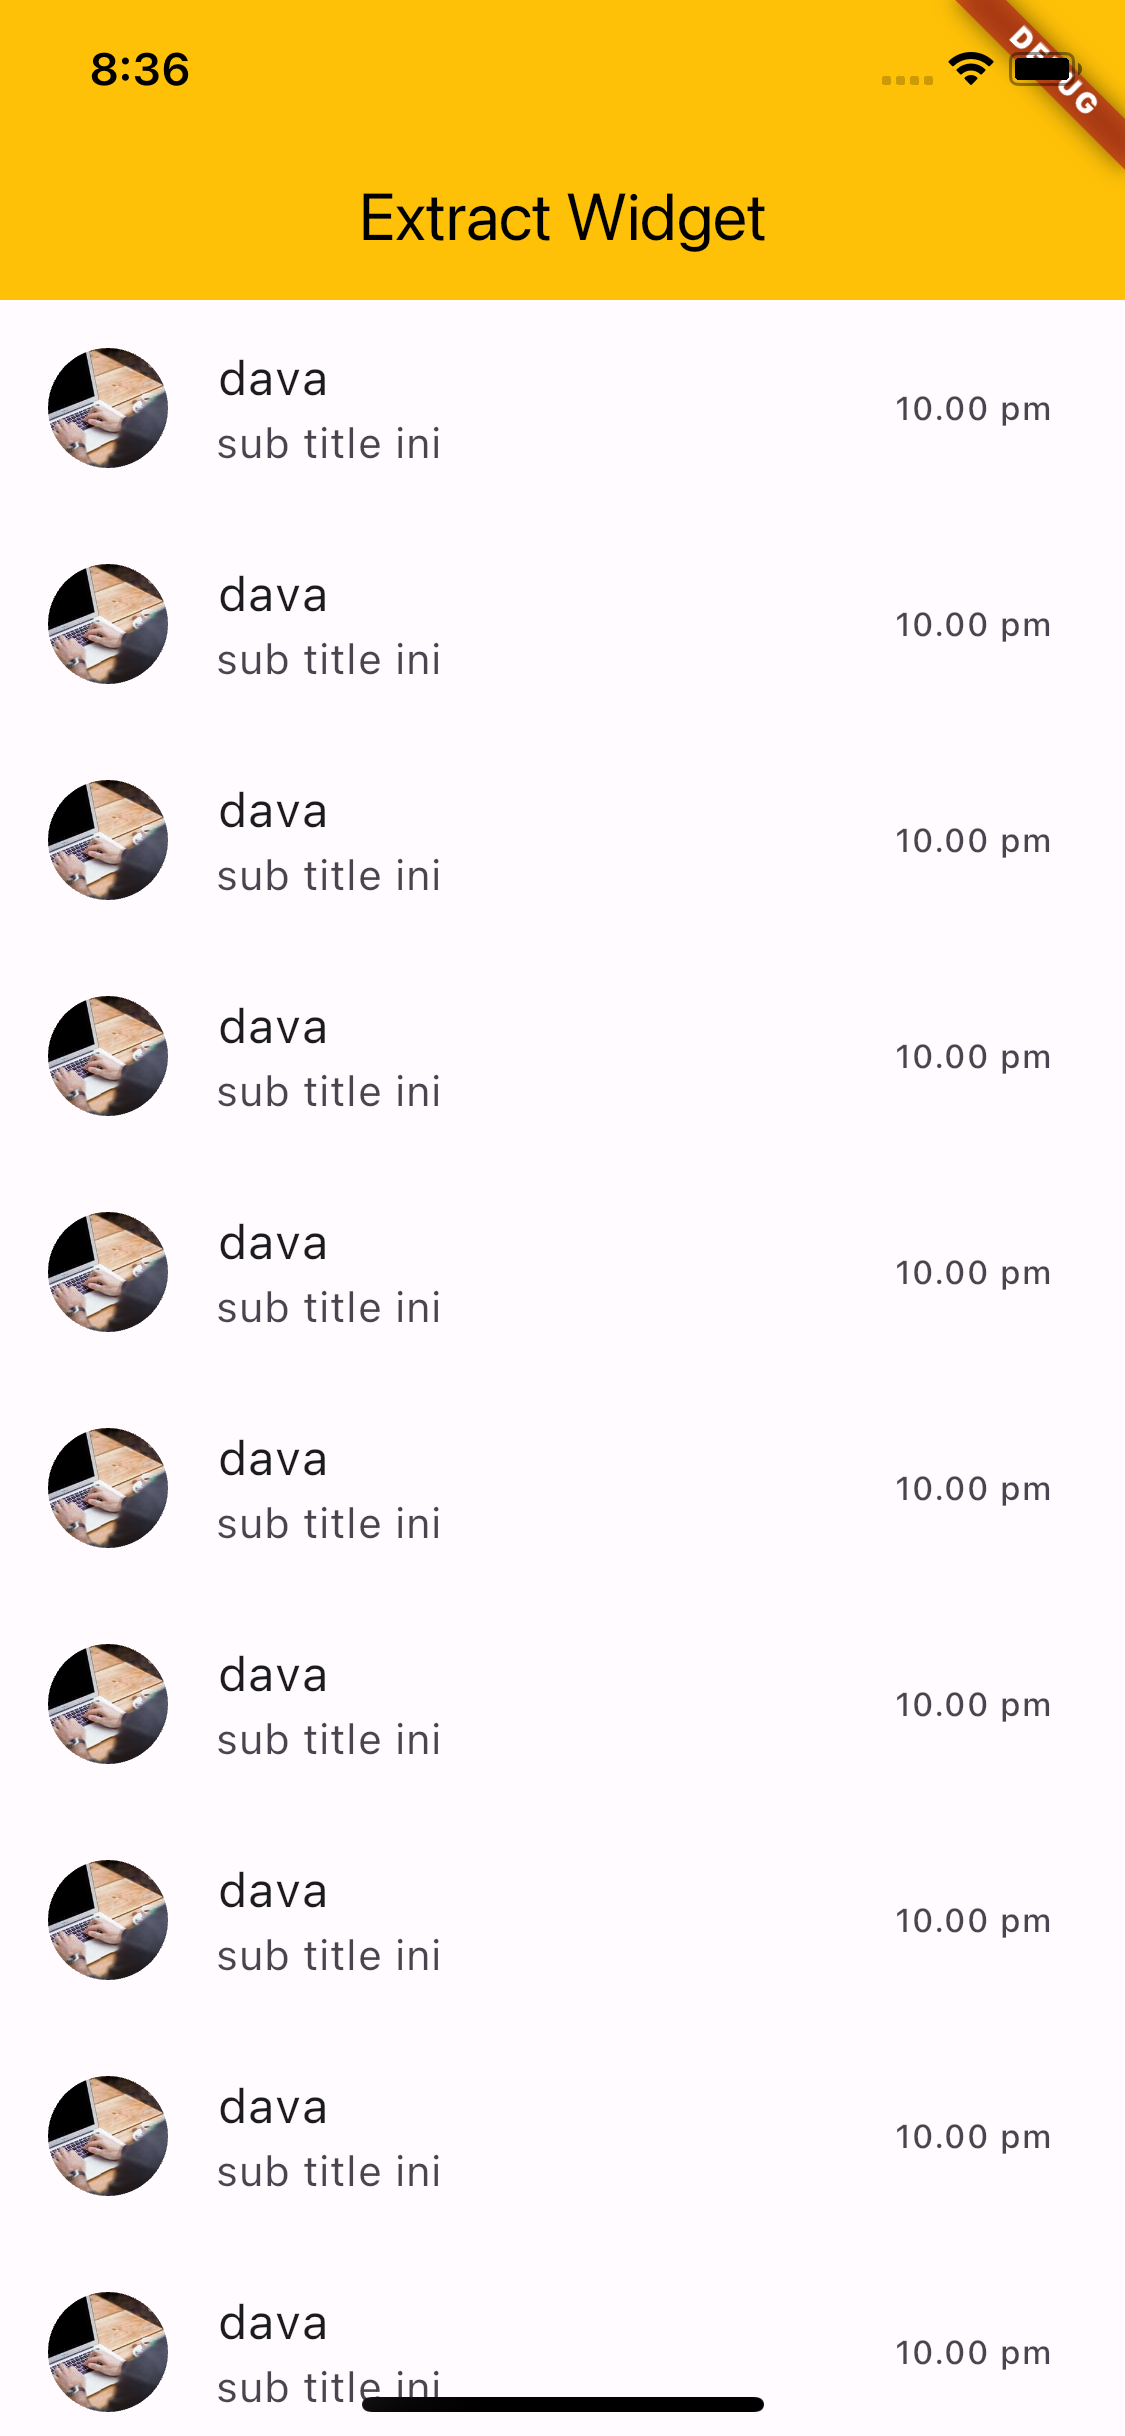 8:36
DEBUG
Extract Widget
dava
sub title ini
10.00 pm
dava
sub title ini
10.00 pm
dava
sub title ini
10.00 pm
dava
sub title ini
10.00 pm
dava
sub title ini
10.00 pm
dava
sub title ini
10.00 pm
dava
sub title ini
10.00 pm
dava
sub title ini
10.00 pm
dava
sub title ini
10.00 pm
dava
sub title ini
10.00 pm